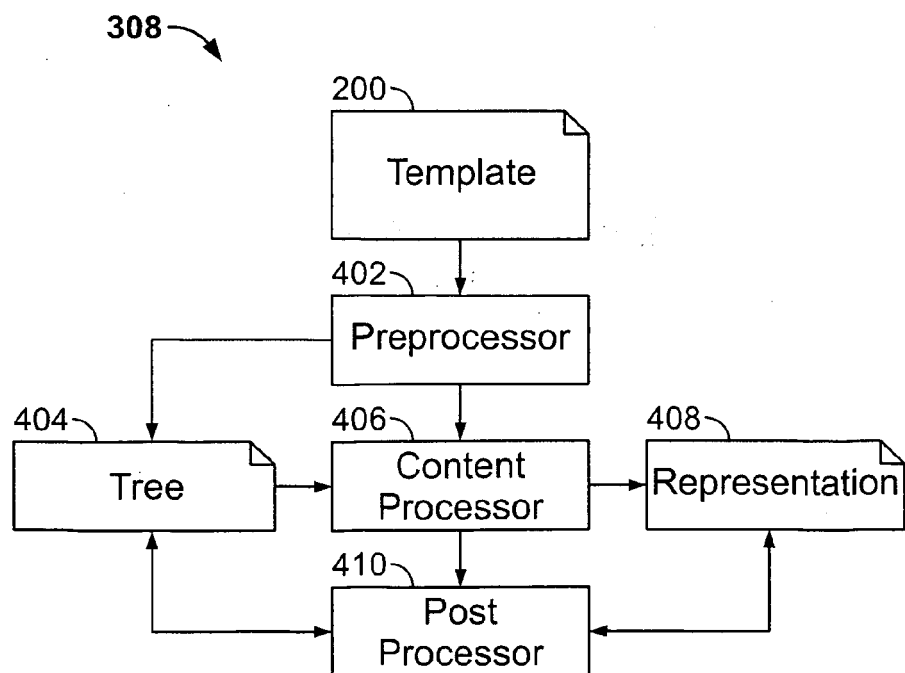 308
200
Template
402
Preprocessor
404
406
408
Tree
Content
Processor
Representation
410
Post
Processor